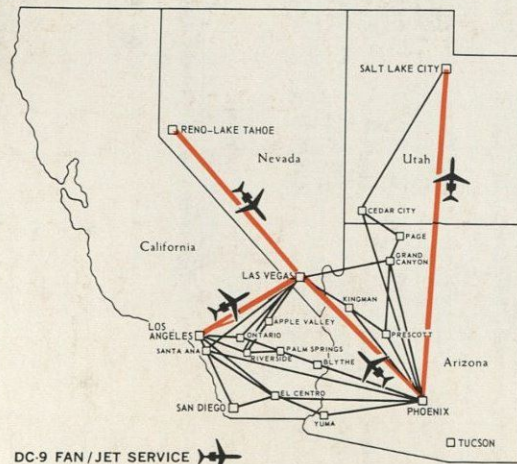 SALT LAKE CITY
RENO-LAKE TAHOE
Nevada
Utah
CEDAR CITY
PAGE
California
GRAND
CANYON
LAS VEGAS
KINGMAN
APPLE VALLEY
LOS
ANGELES
ONTARIO
PRESCOTT
SANTA ANA
RIVERSIDE
PALM SPRINGS
BLYTHE
Arizona
EL CENTRO
SAN DIEGO
PHOENIX
YUMA
TUCSON
DC-9 FAN/JET SERVICE